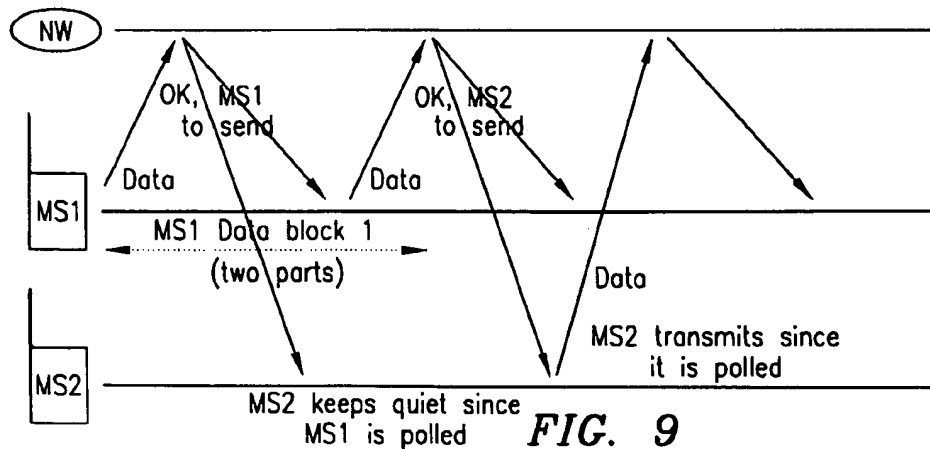 NW
OK, MS1
to send
OK, MS2
to send
Data
Data
MS1
MS1 Data block 1
(two parts)
Data
MS2 transmits since
it is polled
MS2
MS2 keeps quiet since
MS1 is polled
FIG. 9